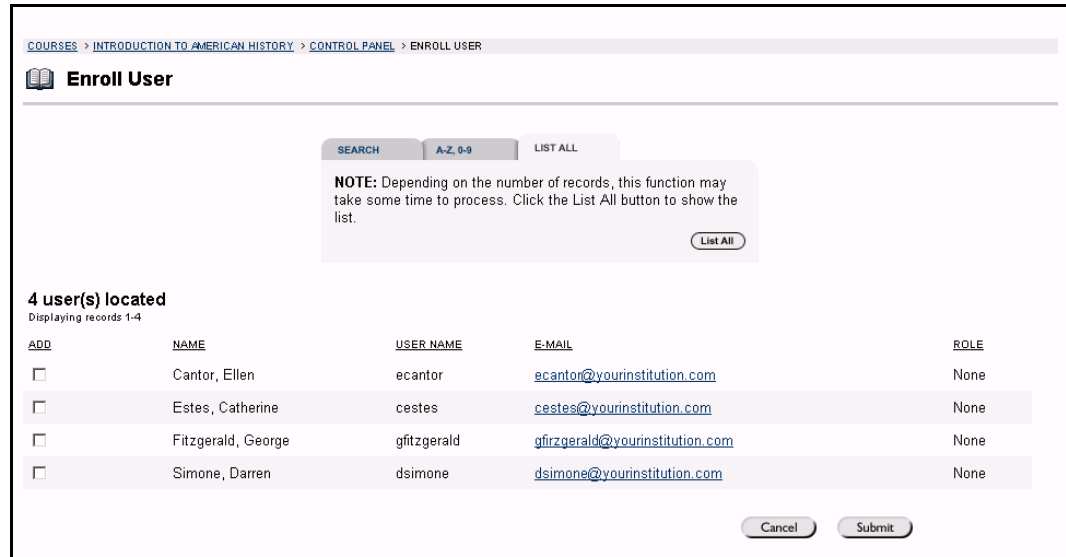 COURSES > INTRODUCTION TO AMERICAN HISTORY > CONTROL PANEL > ENROLL USER
Enroll User
SEARCH A-Z, 0-9 LIST ALL
NOTE: Depending on the number of records, this function may
take some time to process. Click the List All button to show the
list.
List All
4 user(s) located
Displaying records 1-4
ADD NAME USER NAME E-MAIL ROLE
Cantor, Ellen ecantor ecantor@yourinstitution.com None
Estes, Catherine cestes cestes@yourinstitution.com None
Fitzgerald, George gfitzgerald gfirzgerald@yourinstitution.com None
Simone, Darren dsimone dsimone@yourinstitution.com None
Cancel Submit